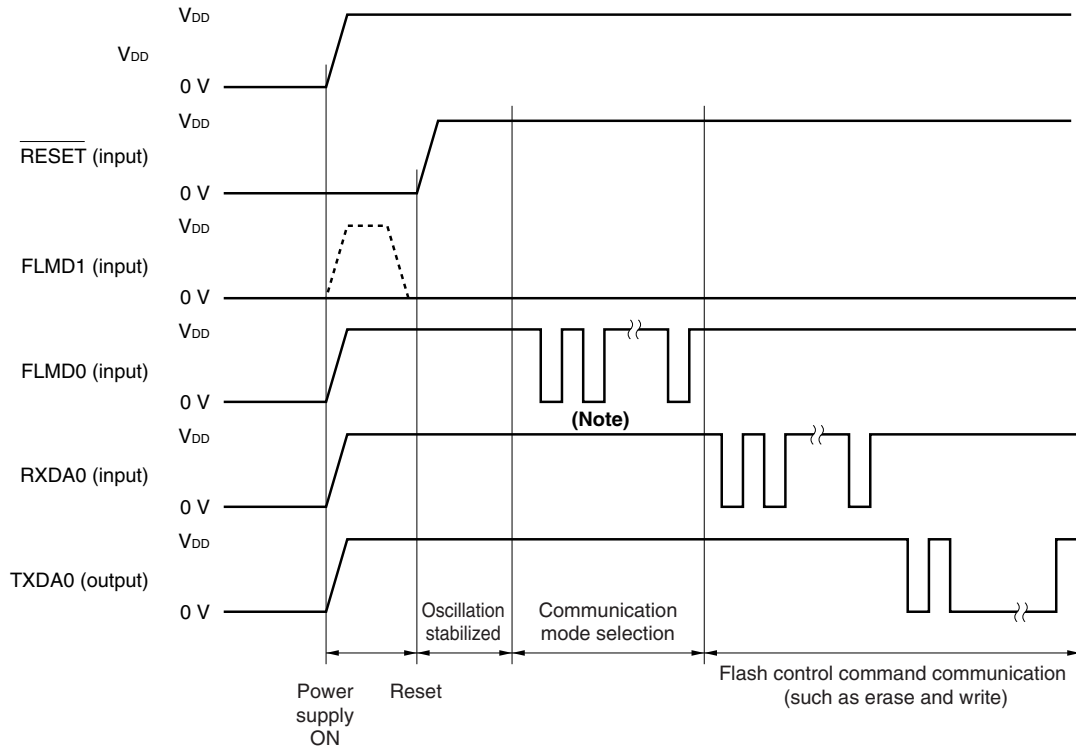 VDD
VDD
0 V
VDD
RESET (input)
0 V
VDD
FLMD1 (input)
0 V
VDD
FLMD0 (input)
0 V
(Note)
VDD
RXDA0 (input)
0 V
VDD
TXDA0 (output)
0 V
Oscillation
stabilized
Communication
mode selection
Flash control command communication
(such as erase and write)
Power
supply
ON
Reset